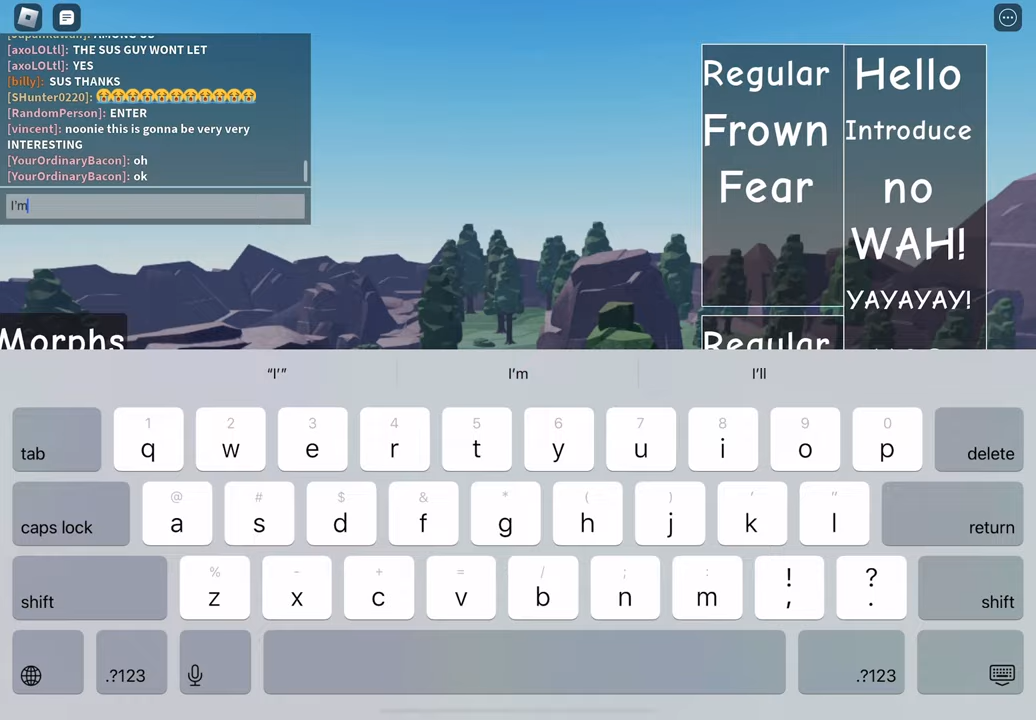 [axoLOLtl]: THE SUS GUY WONT LET
[axoLOLtl]: YES
[billy]: SUS THANKS
[SHunter0220]: 😭😭😭😭😭😭😭😭😭😭😭
[RandomPerson]: ENTER
[vincent]: noonie this is gonna be very very
INTERESTING
[YourOrdinaryBacon]: oh
[YourOrdinaryBacon]: ok
I'm
Regular
Frown
Fear
Regular
Hello
Introduce
no
WAH!
YAYAYAY!
Morphs
“I’” I’m I’ll
1 2 3 4 5 6 7 8 9 0
tab q w e r t y u i o p delete
@ # $ & * ( ) ' "
caps lock a s d f g h j k l return
% - + = / ; : ! ?
shift z x c v b n m , . shift
.?123 .?123